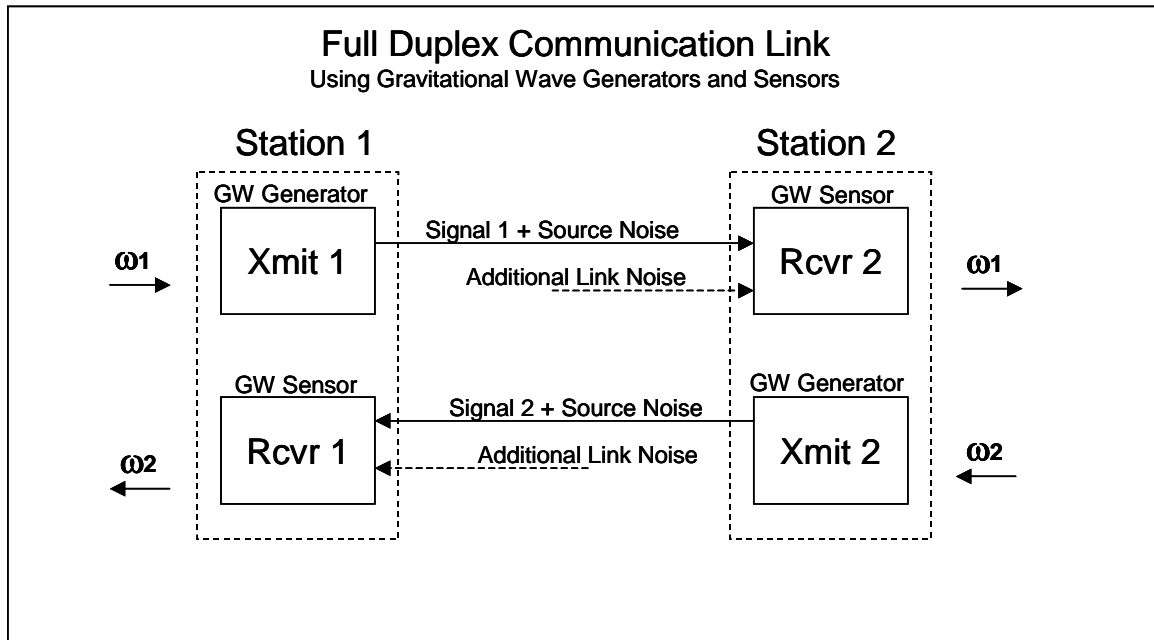 Full Duplex Communication Link
Using Gravitational Wave Generators and Sensors
Station 1
Station 2
GW Generator
GW Sensor
Signal 1 + Source Noise
Xmit 1
Rcvr 2
ω1
ω1
Additional Link Noise
GW Sensor
GW Generator
Signal 2 + Source Noise
Rcvr 1
Xmit 2
ω2
ω2
Additional Link Noise